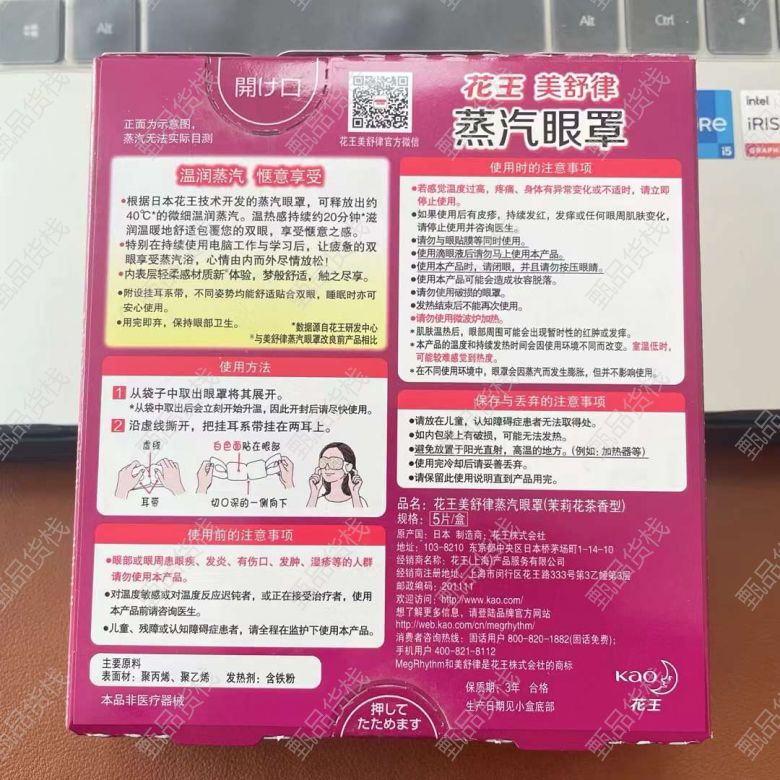 Alt
Ctrl
intel
iRIS
GRAPHI
i5
開け口
正面为示意图,
蒸汽无法实际目测
花王美舒律官方微信
花王 美舒律
蒸汽眼罩
温润蒸汽 惬意享受
•根据日本花王技术开发的蒸汽眼罩，可释放出约
40℃*的微细温润蒸汽。温热感持续约20分钟*滋
润温暖地舒适包覆您的双眼，享受惬意之感。
•特别在持续使用电脑工作与学习后，让疲惫的双
眼享受蒸汽浴，心情由内而外尽情放松！
•内表层轻柔感材质新*体验，梦般舒适，触之尽享。
•附设挂耳系带，不同姿势均能舒适贴合双眼，睡眠时亦可
安心使用。
•用完即弃，保持眼部卫生。
*数据源自花王研发中心
*与美舒律蒸汽眼罩改良前产品相比
使用方法
1 从袋子中取出眼罩将其展开。
*从袋中取出后会立刻开始升温，因此开封后请尽快使用。
2 沿虚线撕开，把挂耳系带挂在两耳上。
虚线
耳带
白色面贴在眼部
切口深的一侧向下
使用前的注意事项
•眼部或眼周患眼疾、发炎、有伤口、发肿、湿疹等的人群
请勿使用本产品。
•对温度敏感或对温度反应迟钝者，或正在接受治疗者，使用
本产品前请咨询医生。
•儿童、残障或认知障碍症患者，请全程在监护下使用本产品。
主要原料
表面材：聚丙烯、聚乙烯 发热剂：含铁粉
本品非医疗器械
使用时的注意事项
•若感觉温度过高，疼痛、身体有异常变化或不适时，请立即
停止使用。
•如果使用后有皮疹，持续发红，发痒或任何眼周肌肤变化，
请停止使用并咨询医生。
•请勿与眼贴膜等同时使用。
•使用滴眼液后请勿马上使用本产品。
•使用本产品时，请闭眼，并且请勿按压眼睛。
•使用本产品可能会造成妆容脱落。
•请勿使用破损的眼罩。
•发热结束后不能再次使用。
•请勿使用微波炉加热。
*肌肤温热后，眼部周围可能会出现暂时性的红肿或发痒。
*本产品的温度和持续发热时间会因使用环境不同而改变。室温低时，
可能较难感觉到热度。
*在不同使用环境中，眼罩会因蒸汽而发生膨胀，但并不影响使用。
保存与丢弃的注意事项
•请放在儿童，认知障碍症患者无法取得处。
•如内包装上有破损，可能无法发热。
•避免放置于阳光直射，高温的地方。（例如：加热器等）
•使用完冷却后请妥善丢弃。
•请保留此使用说明直到产品用完。
品名：花王美舒律蒸汽眼罩(茉莉花茶香型)
规格：5片/盒
原产国：日本 制造商：花王株式会社
地址：103-8210 东京都中央区日本桥茅场町1-14-10
经销商名称：花王(上海)产品服务有限公司
经销商注册地址：上海市闵行区花王路333号第3乙幢第3层
邮政编码：201111
欢迎访问：http://www.kao.com/
想了解更多信息，请登陆品牌官方网站
http://web.kao.com/cn/megrhythm/
消费者咨询热线：固话用户 800-820-1882(固话免费)；
手机用户 400-821-8112
MegRhythm和美舒律是花王株式会社的商标
保质期：3年 合格
生产日期见小盒底部
Kao
花王
押して
たためます
甄品货栈